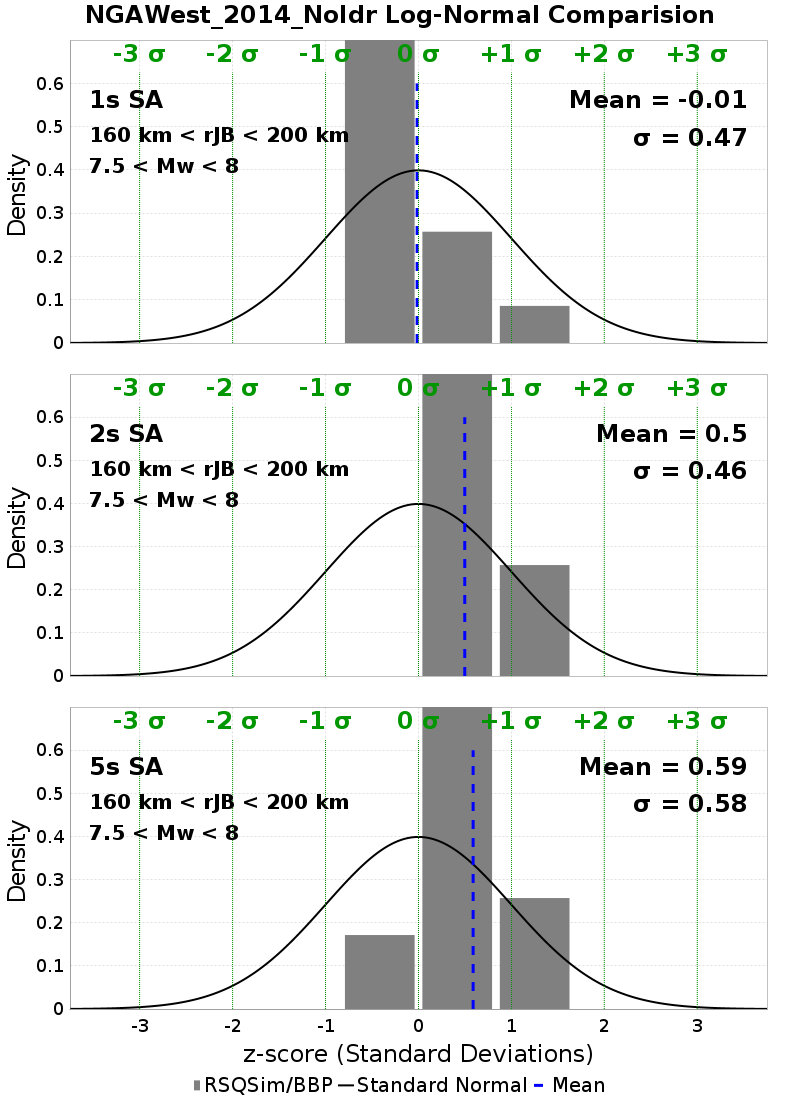 NGAWest_2014_NoIdr Log-Normal Comparision
-3 σ -2 σ -1 σ 0 σ +1 σ +2 σ +3 σ
1s SA
160 km < rJB < 200 km
7.5 < Mw < 8
Mean = -0.01
σ = 0.47
Density
0.6
0.5
0.4
0.3
0.2
0.1
0
-3 σ -2 σ -1 σ 0 σ +1 σ +2 σ +3 σ
2s SA
160 km < rJB < 200 km
7.5 < Mw < 8
Mean = 0.5
σ = 0.46
Density
0.6
0.5
0.4
0.3
0.2
0.1
0
-3 σ -2 σ -1 σ 0 σ +1 σ +2 σ +3 σ
5s SA
160 km < rJB < 200 km
7.5 < Mw < 8
Mean = 0.59
σ = 0.58
Density
0.6
0.5
0.4
0.3
0.2
0.1
0
-3 -2 -1 0 1 2 3
z-score (Standard Deviations)
RSQSim/BBP Standard Normal Mean